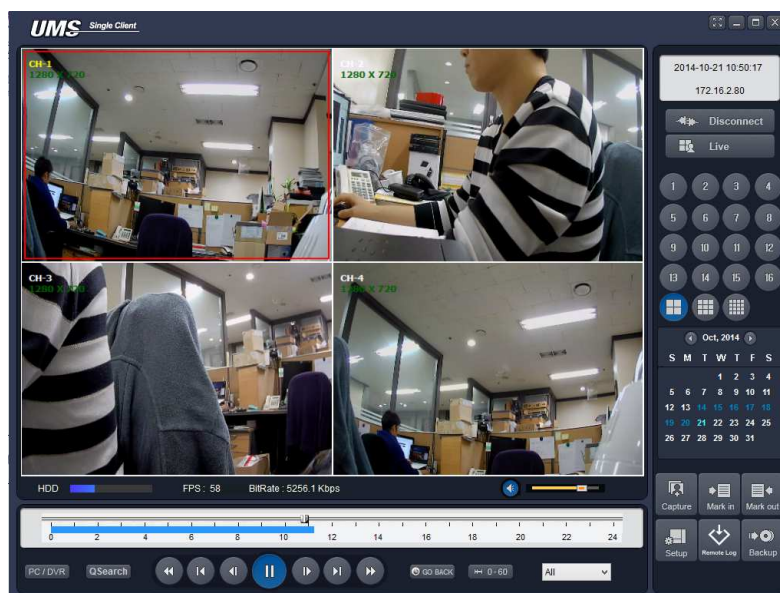 UMS Single Client
CH-1
1280 X 720
CH-2
1280 X 720
CH-3
1280 X 720
CH-4
1280 X 720
HDD
FPS : 58
BitRate : 5256.1 Kbps
0 2 4 6 8 10 12 14 16 18 20 22 24
PC / DVR
QSearch
GO BACK
0 - 60
All
2014-10-21 10:50:17
172.16.2.80
Disconnect
Live
1 2 3 4
5 6 7 8
9 10 11 12
13 14 15 16
Oct, 2014
S M T W T F S
1 2 3 4
5 6 7 8 9 10 11
12 13 14 15 16 17 18
19 20 21 22 23 24 25
26 27 28 29 30 31
Capture Mark in Mark out
Setup Remote Log Backup